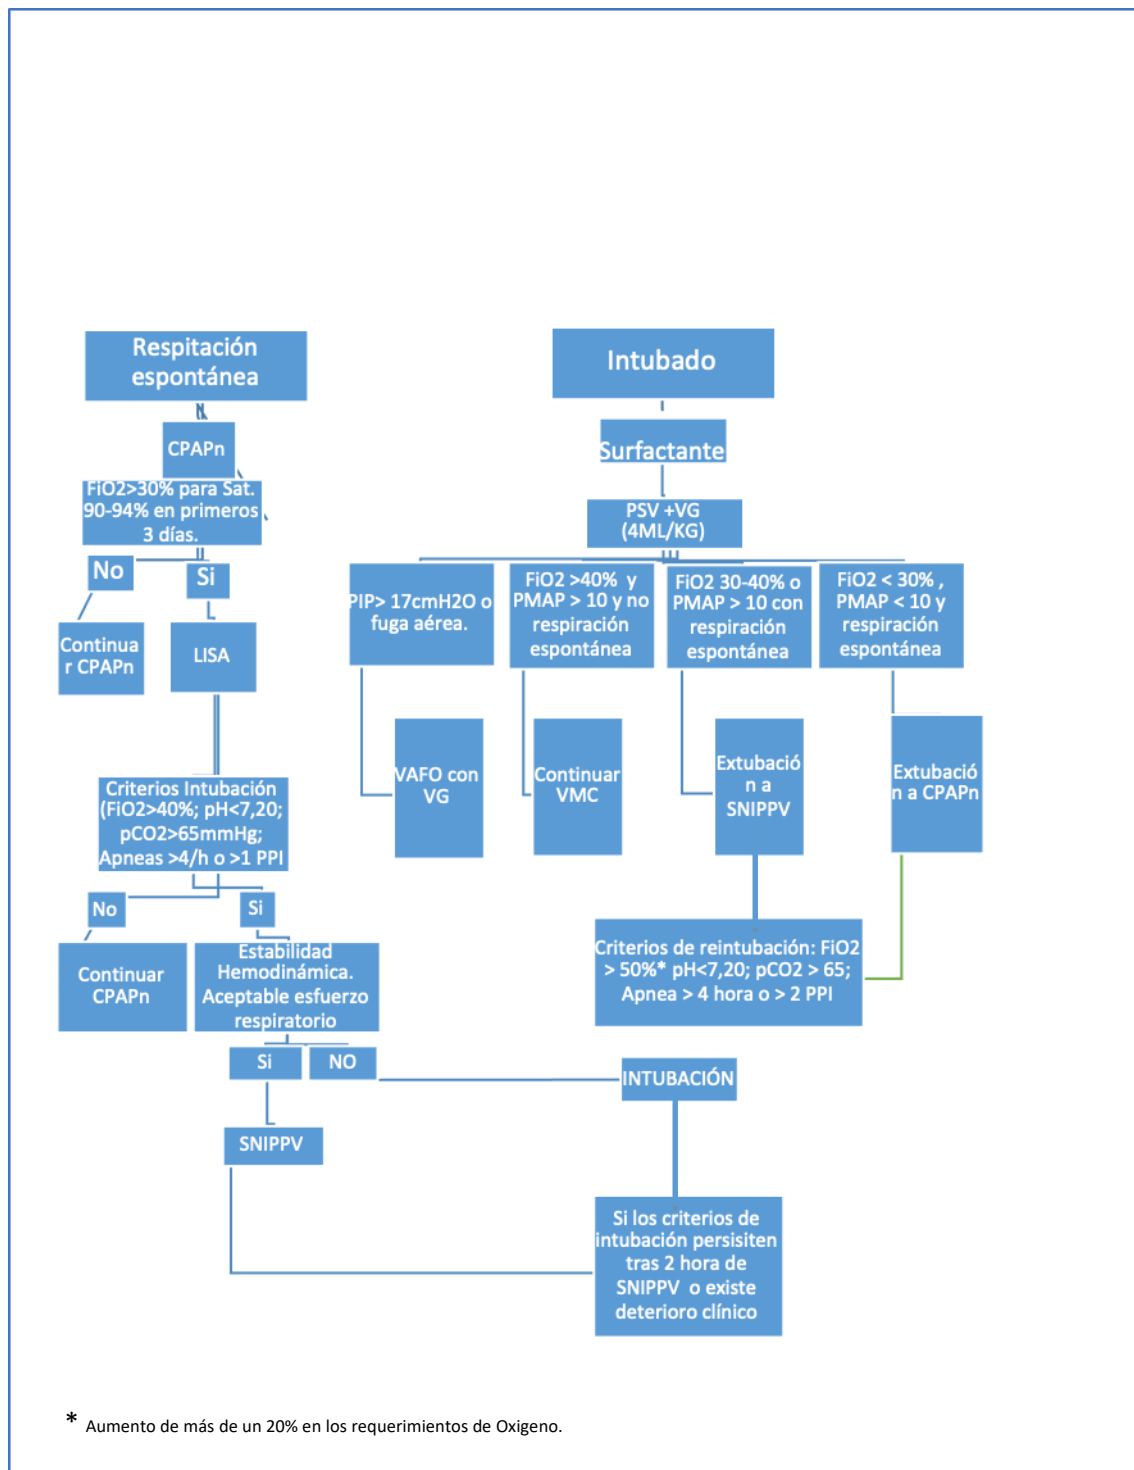 Respitación
espontánea
CPAPn
FiO2>30% para Sat.
90-94% en primeros
3 días.
No
Si
Continua
r CPAPn
LISA
Criterios Intubación
(FiO2>40%; pH<7,20;
pCO2>65mmHg;
Apneas >4/h o >1 PPI
No
Si
Continuar
CPAPn
Estabilidad
Hemodinámica.
Aceptable esfuerzo
respiratorio
Si
NO
SNIPPV
Intubado
Surfactante
PSV +VG
(4ML/KG)
PIP> 17cmH2O o
fuga aérea.
FiO2 >40% y
PMAP > 10 y no
respiración
espontánea
FiO2 30-40% o
PMAP > 10 con
respiración
espontánea
FiO2 < 30% ,
PMAP < 10 y
respiración
espontánea
VAFO con
VG
Continuar
VMC
Extubació
n a
SNIPPV
Extubació
n a CPAPn
Criterios de reintubación: FiO2
> 50%* pH<7,20; pCO2 > 65;
Apnea > 4 hora o > 2 PPI
INTUBACIÓN
Si los criterios de
intubación persisiten
tras 2 hora de
SNIPPV o existe
deterioro clínico
* Aumento de más de un 20% en los requerimientos de Oxigeno.